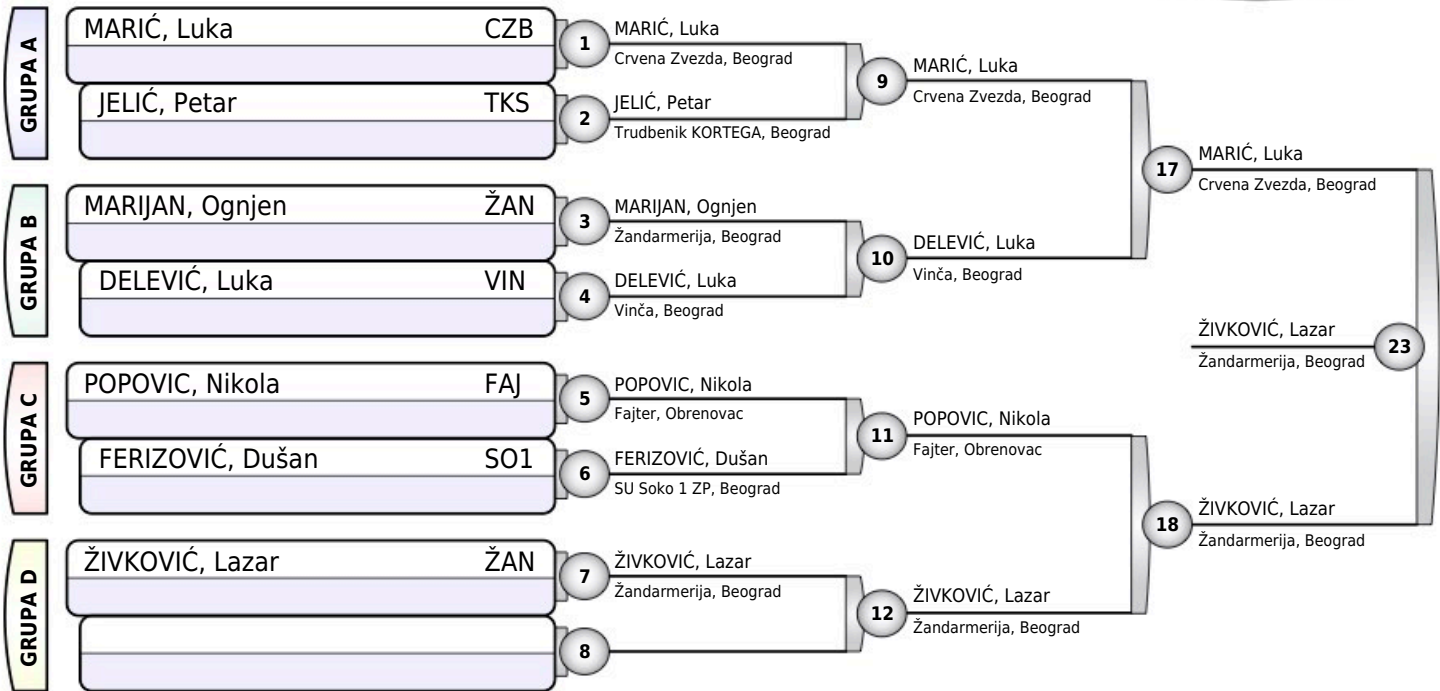 GRUPA A
MARIĆ, Luka CZB
JELIĆ, Petar TKS
GRUPA B
MARIJAN, Ognjen ŽAN
DELEVIĆ, Luka VIN
GRUPA C
POPOVIC, Nikola FAJ
FERIZOVIĆ, Dušan SO1
GRUPA D
ŽIVKOVIĆ, Lazar ŽAN
1
MARIĆ, Luka
Crvena Zvezda, Beograd
2
JELIĆ, Petar
Trudbenik KORTEGA, Beograd
3
MARIJAN, Ognjen
Žandarmerija, Beograd
4
DELEVIĆ, Luka
Vinča, Beograd
5
POPOVIC, Nikola
Fajter, Obrenovac
6
FERIZOVIĆ, Dušan
SU Soko 1 ZP, Beograd
7
ŽIVKOVIĆ, Lazar
Žandarmerija, Beograd
8
9
MARIĆ, Luka
Crvena Zvezda, Beograd
10
DELEVIĆ, Luka
Vinča, Beograd
11
POPOVIC, Nikola
Fajter, Obrenovac
12
ŽIVKOVIĆ, Lazar
Žandarmerija, Beograd
17
MARIĆ, Luka
Crvena Zvezda, Beograd
18
ŽIVKOVIĆ, Lazar
Žandarmerija, Beograd
ŽIVKOVIĆ, Lazar
Žandarmerija, Beograd
23